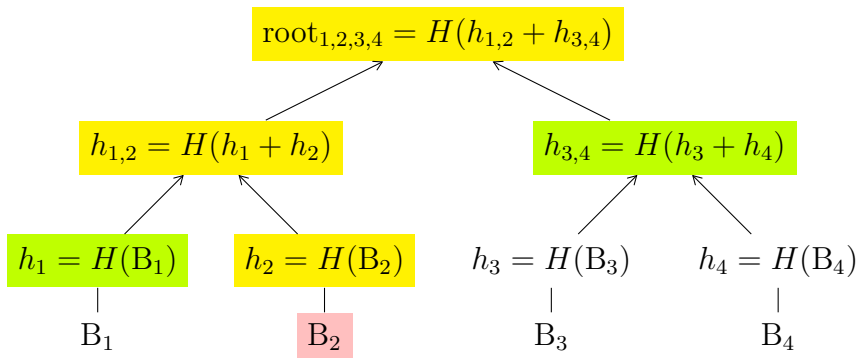 root₁,₂,₃,₄ = H(h₁,₂ + h₃,₄)
h₁,₂ = H(h₁ + h₂)
h₃,₄ = H(h₃ + h₄)
h₁ = H(B₁)
h₂ = H(B₂)
h₃ = H(B₃)
h₄ = H(B₄)
B₁
B₂
B₃
B₄